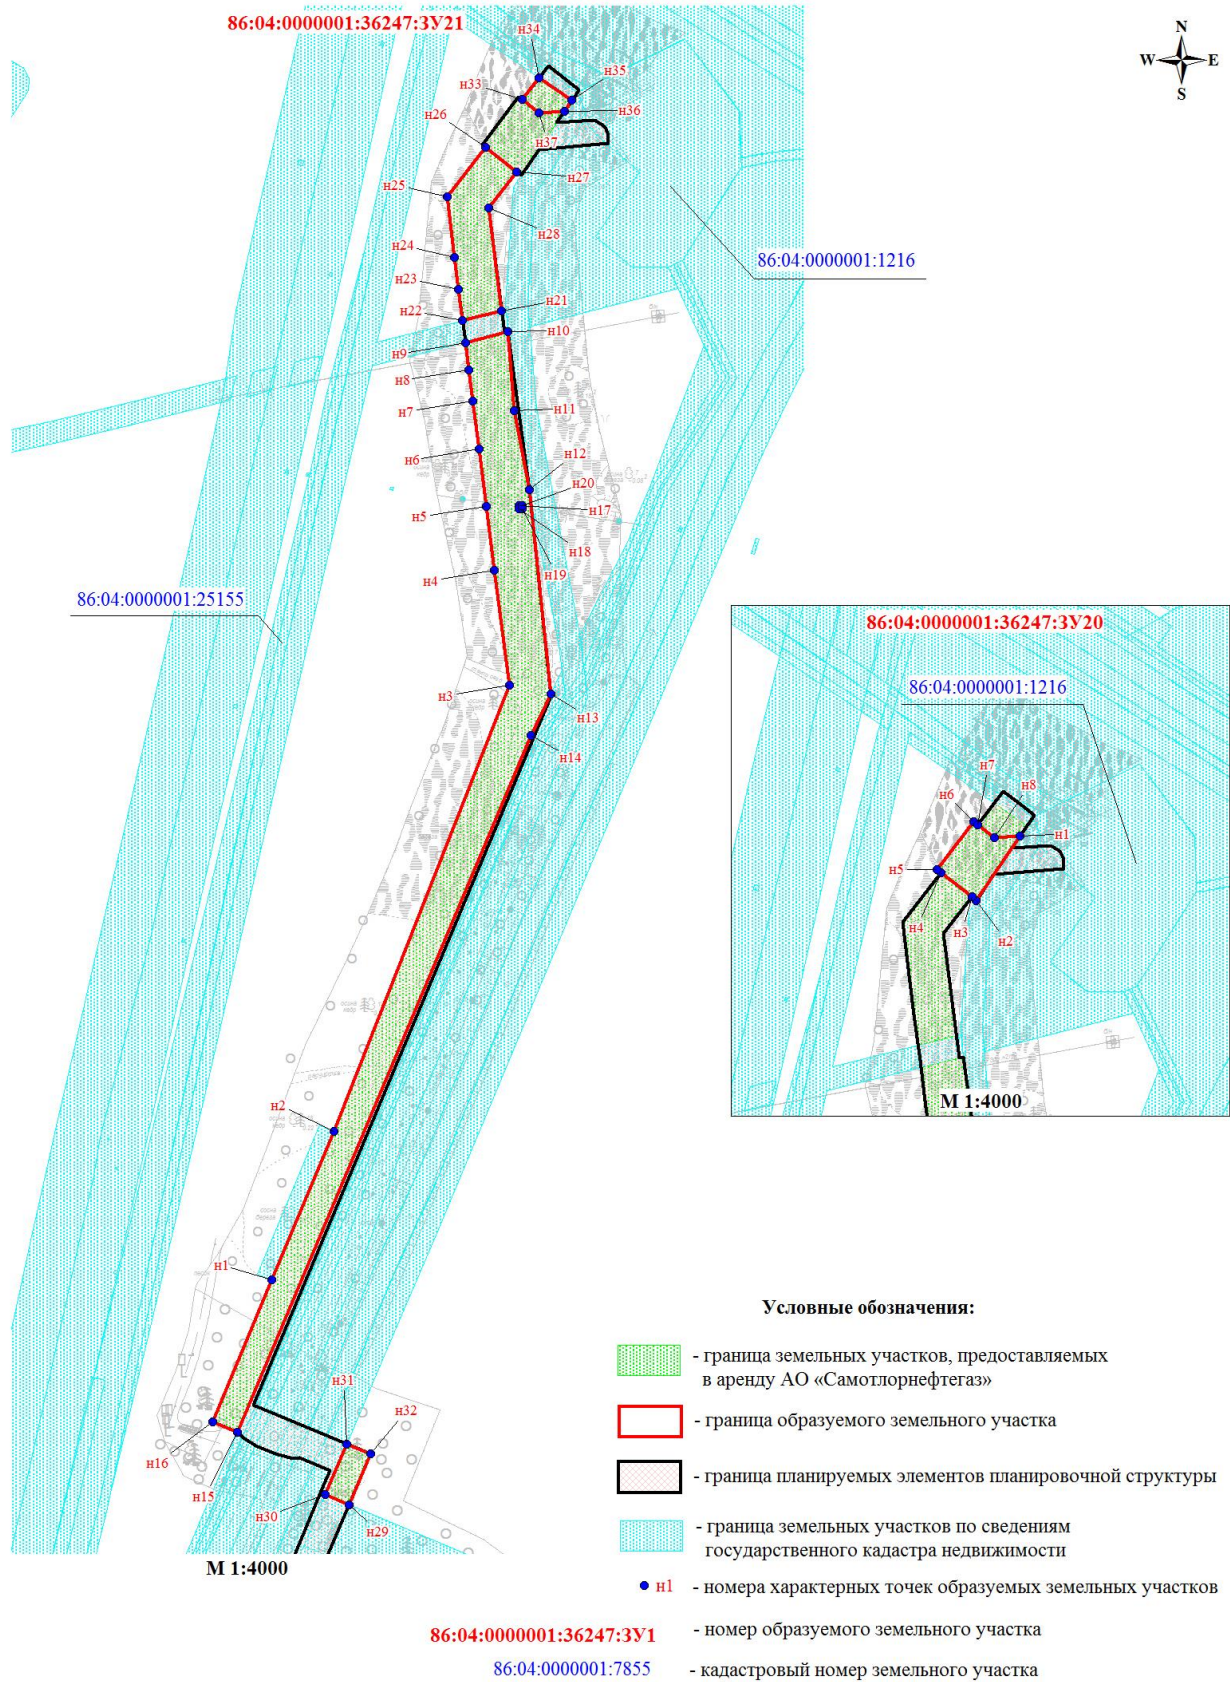 86:04:0000001:36247:ЗУ21
N
W E
S
н34
н35
н33
н36
н26
н37
н27
н25
н28
н24
86:04:0000001:1216
н23
н21
н22
н10
н9
н8
н7
н11
н6
н12
н20
н5
н17
н18
н4
н19
86:04:0000001:25155
н3
н13
н14
н2
н1
н31
н32
н16
н15
н30
н29
М 1:4000
86:04:0000001:36247:ЗУ20
86:04:0000001:1216
н7
н8
н6
н1
н5
н4
н3
н2
М 1:4000
Условные обозначения:
- граница земельных участков, предоставляемых
в аренду АО «Самотлорнефтегаз»
- граница образуемого земельного участка
- граница планируемых элементов планировочной структуры
- граница земельных участков по сведениям
государственного кадастра недвижимости
н1 - номера характерных точек образуемых земельных участков
86:04:0000001:36247:ЗУ1 - номер образуемого земельного участка
86:04:0000001:7855 - кадастровый номер земельного участка